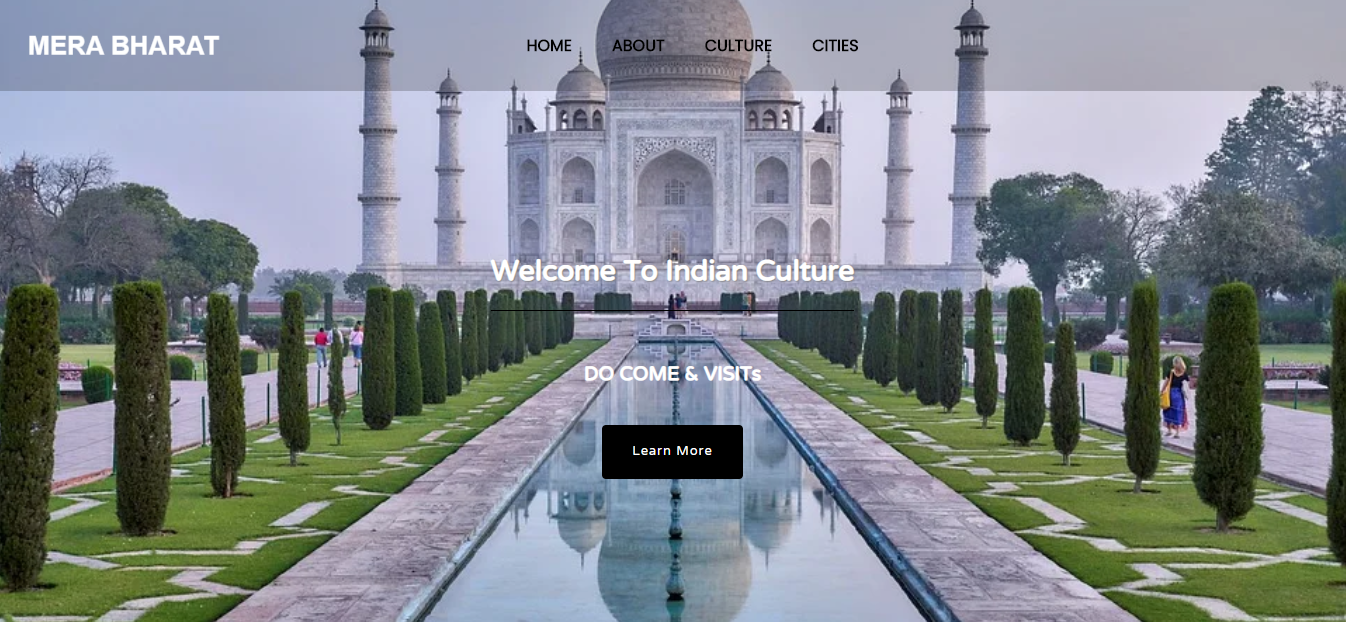 MERA BHARAT
HOME ABOUT CULTURE CITIES
Welcome To Indian Culture
DO COME & VISITs
Learn More